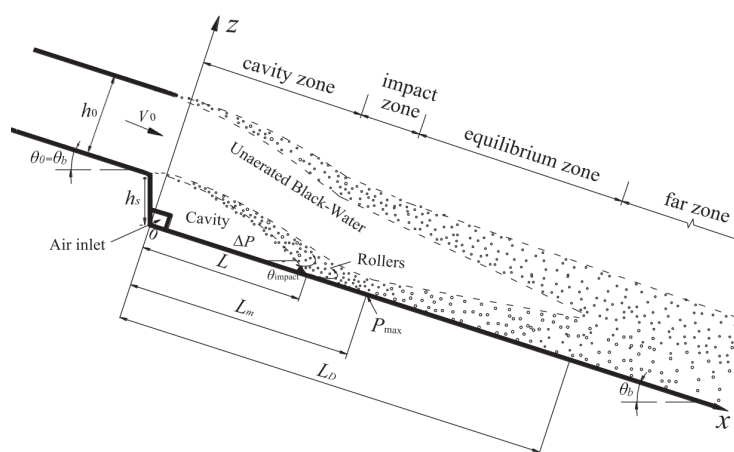 z
cavity zone
impact
zone
equilibrium zone
far zone
h0
V0
θ0=θb
Unaerated Black-Water
hs
Cavity
Air inlet
0
ΔP
Rollers
L
θimpact
Lm
Pmax
LD
θb
x